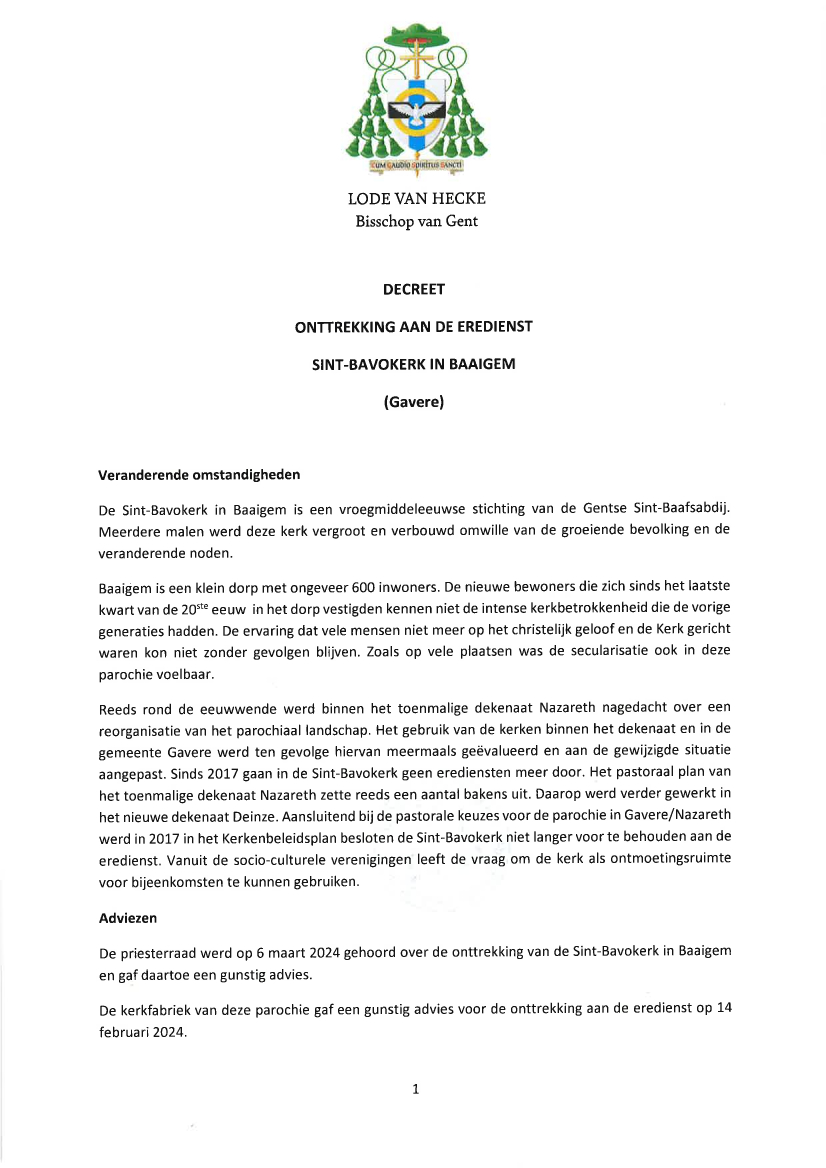 CUM GAUDIO SPIRITUS SANCTI
LODE VAN HECKE
Bisschop van Gent
DECREET
ONTTREKKING AAN DE EREDIENST
SINT-BAVOKERK IN BAAIGEM
(Gavere)
Veranderende omstandigheden
De Sint-Bavokerk in Baaigem is een vroegmiddeleeuwse stichting van de Gentse Sint-Baafsabdij.
Meerdere malen werd deze kerk vergroot en verbouwd omwille van de groeiende bevolking en de
veranderende noden.
Baaigem is een klein dorp met ongeveer 600 inwoners. De nieuwe bewoners die zich sinds het laatste
kwart van de 20ste eeuw in het dorp vestigden kennen niet de intense kerkbetrokkenheid die de vorige
generaties hadden. De ervaring dat vele mensen niet meer op het christelijk geloof en de Kerk gericht
waren kon niet zonder gevolgen blijven. Zoals op vele plaatsen was de secularisatie ook in deze
parochie voelbaar.
Reeds rond de eeuwwende werd binnen het toenmalige dekenaat Nazareth nagedacht over een
reorganisatie van het parochiaal landschap. Het gebruik van de kerken binnen het dekenaat en in de
gemeente Gavere werd ten gevolge hiervan meermaals geëvalueerd en aan de gewijzigde situatie
aangepast. Sinds 2017 gaan in de Sint-Bavokerk geen erediensten meer door. Het pastoraal plan van
het toenmalige dekenaat Nazareth zette reeds een aantal bakens uit. Daarop werd verder gewerkt in
het nieuwe dekenaat Deinze. Aansluitend bij de pastorale keuzes voor de parochie in Gavere/Nazareth
werd in 2017 in het Kerkenbeleidsplan besloten de Sint-Bavokerk niet langer voor te behouden aan de
eredienst. Vanuit de socio-culturele verenigingen leeft de vraag om de kerk als ontmoetingsruimte
voor bijeenkomsten te kunnen gebruiken.
Adviezen
De priesterraad werd op 6 maart 2024 gehoord over de onttrekking van de Sint-Bavokerk in Baaigem
en gaf daartoe een gunstig advies.
De kerkfabriek van deze parochie gaf een gunstig advies voor de onttrekking aan de eredienst op 14
februari 2024.
1